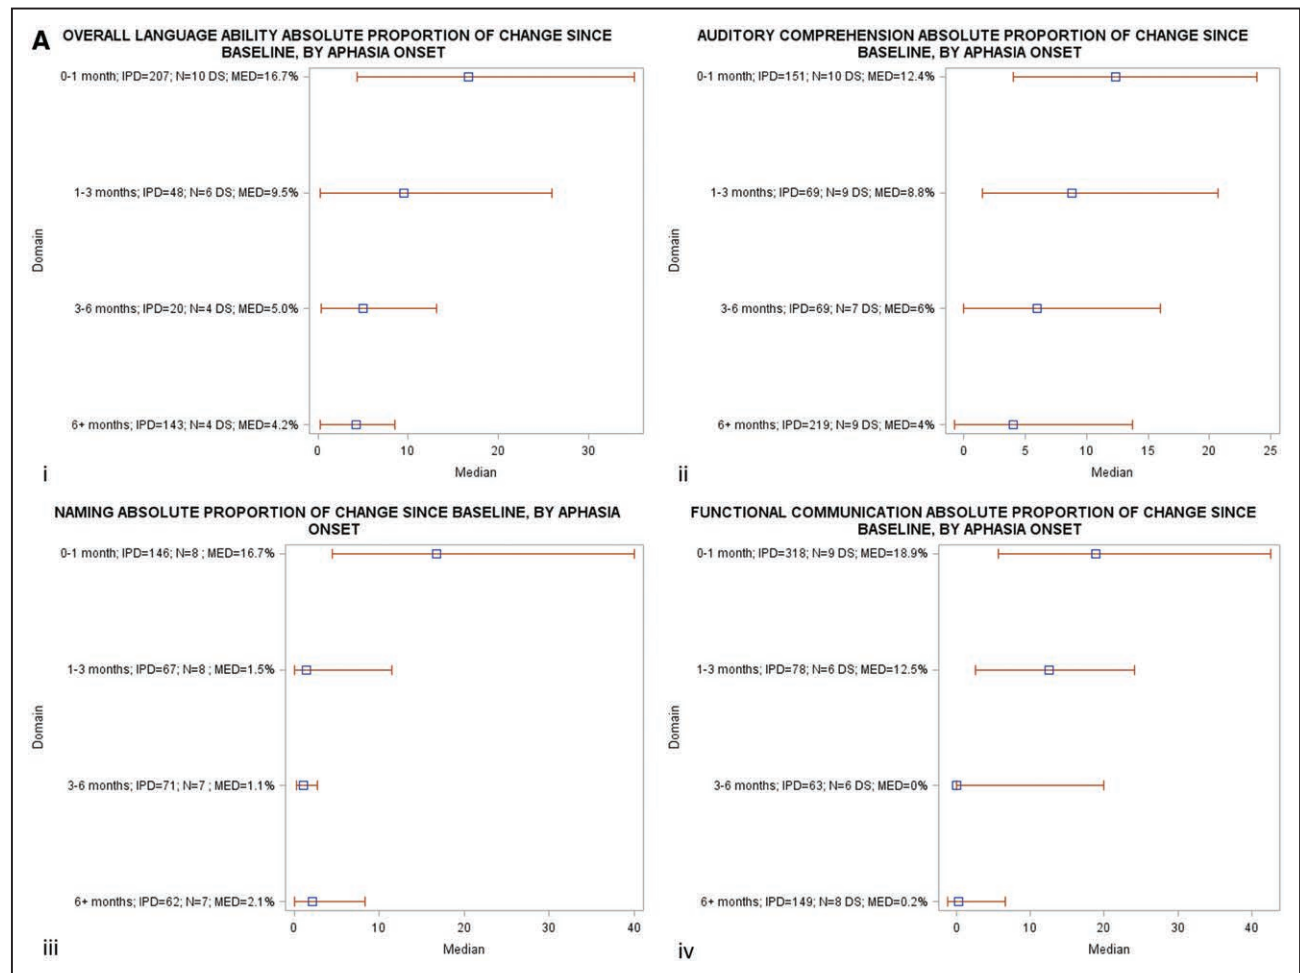 A
OVERALL LANGUAGE ABILITY ABSOLUTE PROPORTION OF CHANGE SINCE
BASELINE, BY APHASIA ONSET
0-1 month; IPD=207; N=10 DS; MED=16.7%
1-3 months; IPD=48; N=6 DS; MED=9.5%
Domain
3-6 months; IPD=20; N=4 DS; MED=5.0%
6+ months; IPD=143; N=4 DS; MED=4.2%
0 10 20 30
Median
i
AUDITORY COMPREHENSION ABSOLUTE PROPORTION OF CHANGE SINCE
BASELINE, BY APHASIA ONSET
0-1 month; IPD=151; N=10 DS; MED=12.4%
1-3 months; IPD=69; N=9 DS; MED=8.8%
Domain
3-6 months; IPD=69; N=7 DS; MED=6%
6+ months; IPD=219; N=9 DS; MED=4%
0 5 10 15 20 25
Median
ii
NAMING ABSOLUTE PROPORTION OF CHANGE SINCE BASELINE, BY APHASIA
ONSET
0-1 month; IPD=146; N=8 ; MED=16.7%
1-3 months; IPD=67; N=8 ; MED=1.5%
Domain
3-6 months; IPD=71; N=7 ; MED=1.1%
6+ months; IPD=62; N=7; MED=2.1%
0 10 20 30 40
Median
iii
FUNCTIONAL COMMUNICATION ABSOLUTE PROPORTION OF CHANGE SINCE
BASELINE, BY APHASIA ONSET
0-1 month; IPD=318; N=9 DS; MED=18.9%
1-3 months; IPD=78; N=6 DS; MED=12.5%
Domain
3-6 months; IPD=63; N=6 DS; MED=0%
6+ months; IPD=149; N=8 DS; MED=0.2%
0 10 20 30 40
Median
iv